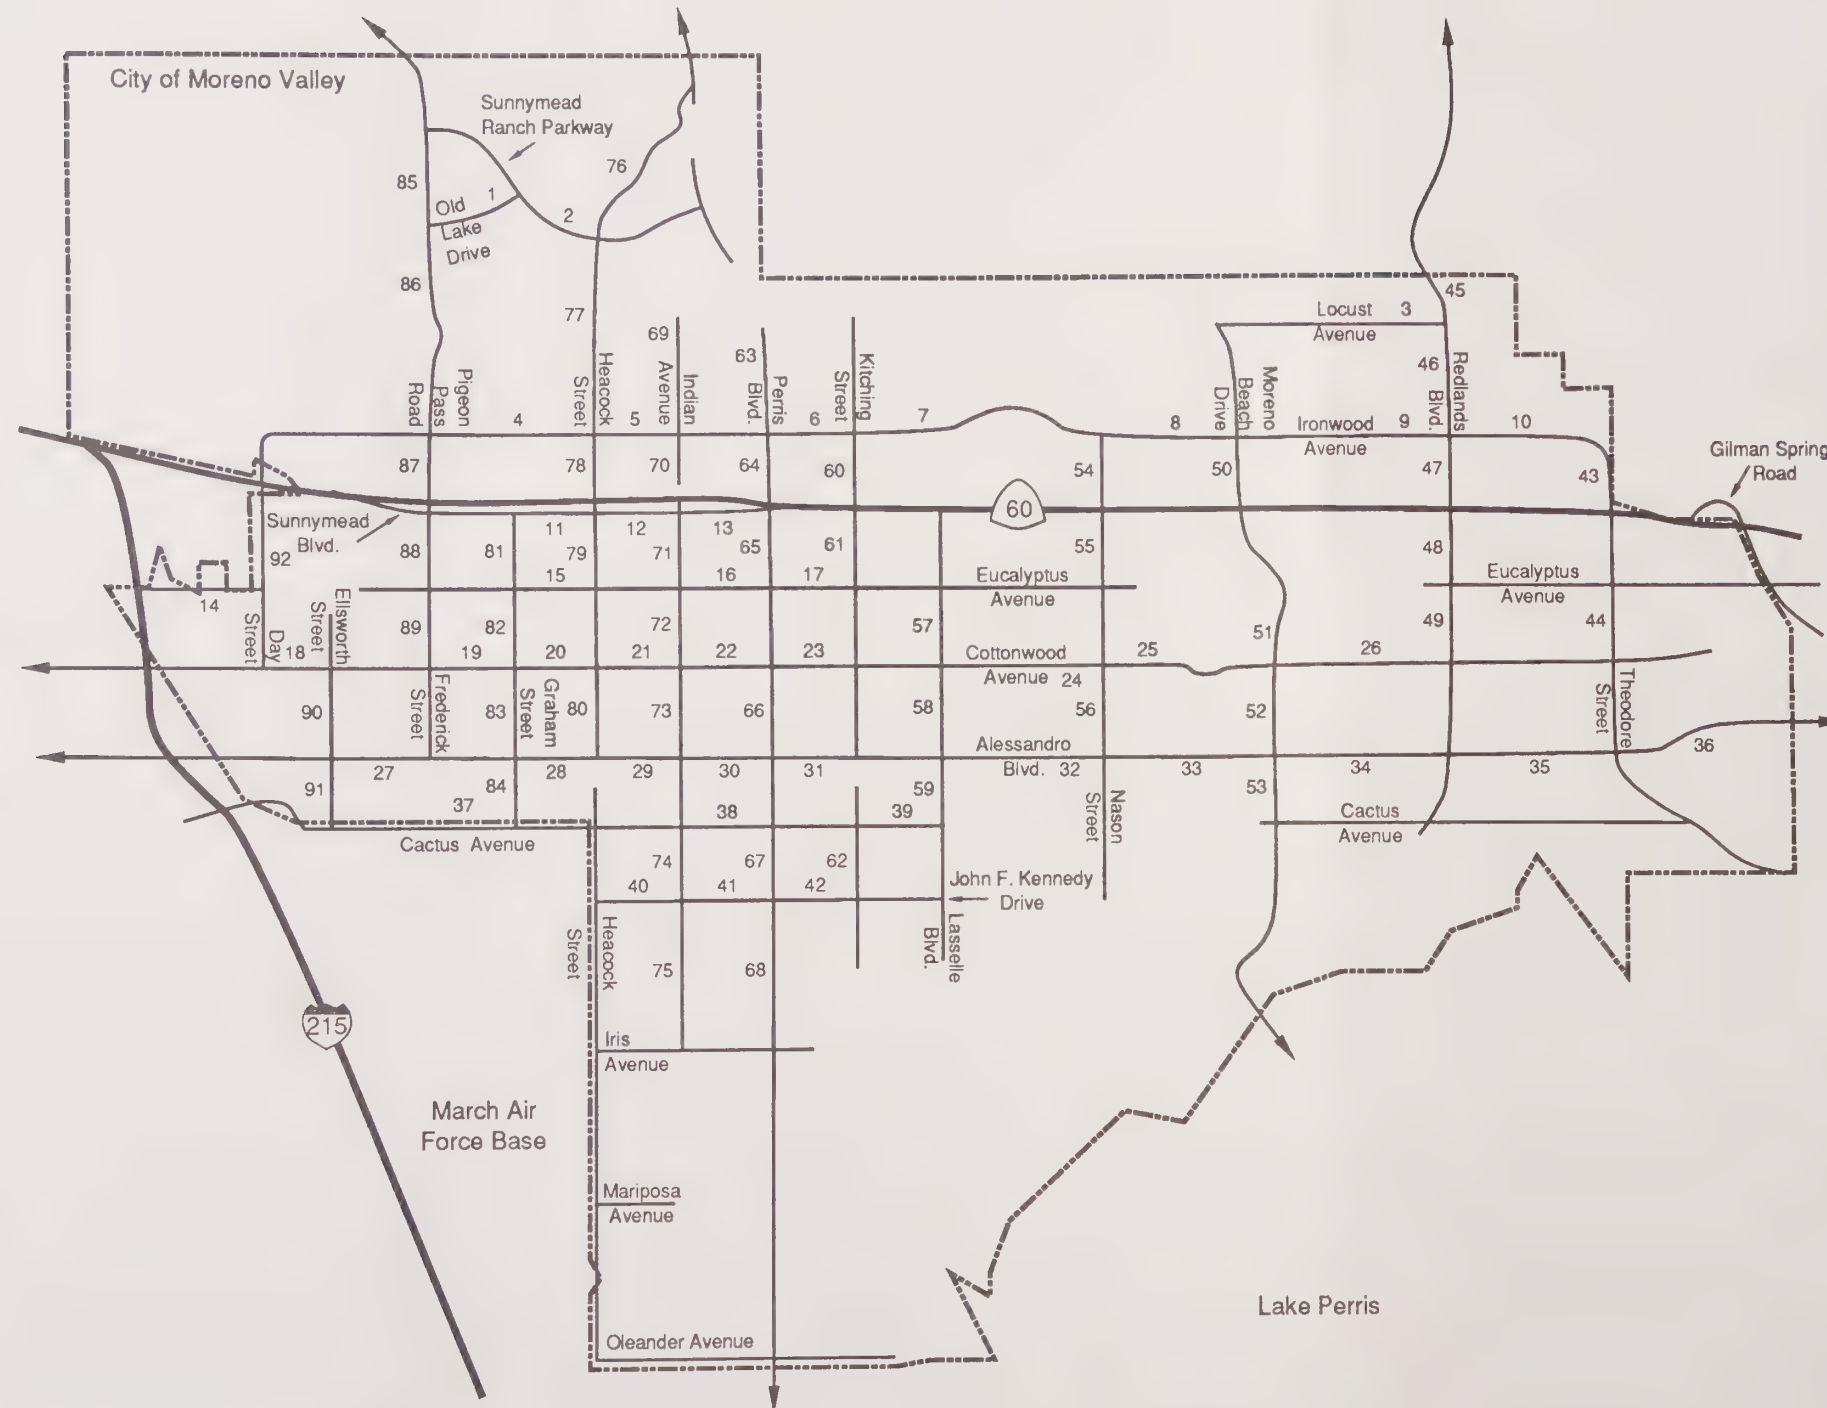 City of Moreno Valley
Sunnymead
Ranch Parkway
76
85
1
Old
Lake
Drive
2
86
45
77
Locust 3
Avenue
69
63
46
Pigeon
Pass
Road
Heacock
Street
Indian
Avenue
Perris
Blvd.
Kitching
Street
Moreno
Beach
Drive
Redlands
Blvd.
4
5
6
7
8
Ironwood
Avenue
9
10
87
78
70
64
60
54
50
47
43
Gilman Spring
Road
60
Sunnymead
Blvd.
11
12
13
92
88
81
79
71
65
61
55
48
15
16
17
Eucalyptus
Avenue
Eucalyptus
Avenue
14
Day
Street
Ellsworth
Street
89
82
72
57
51
49
44
18
19
20
21
22
23
Cottonwood
Avenue 24
25
26
Frederick
Street
Graham
Street
Theodore
Street
90
83
80
73
66
58
56
52
Alessandro
Blvd. 32
36
27
28
29
30
31
33
34
35
91
84
59
53
37
38
39
Nason
Street
Cactus
Avenue
Cactus Avenue
74
67
62
40
41
42
John F. Kennedy
Drive
Heacock
Street
Lasselle
Blvd.
75
68
215
Iris
Avenue
March Air
Force Base
Mariposa
Avenue
Lake Perris
Oleander Avenue